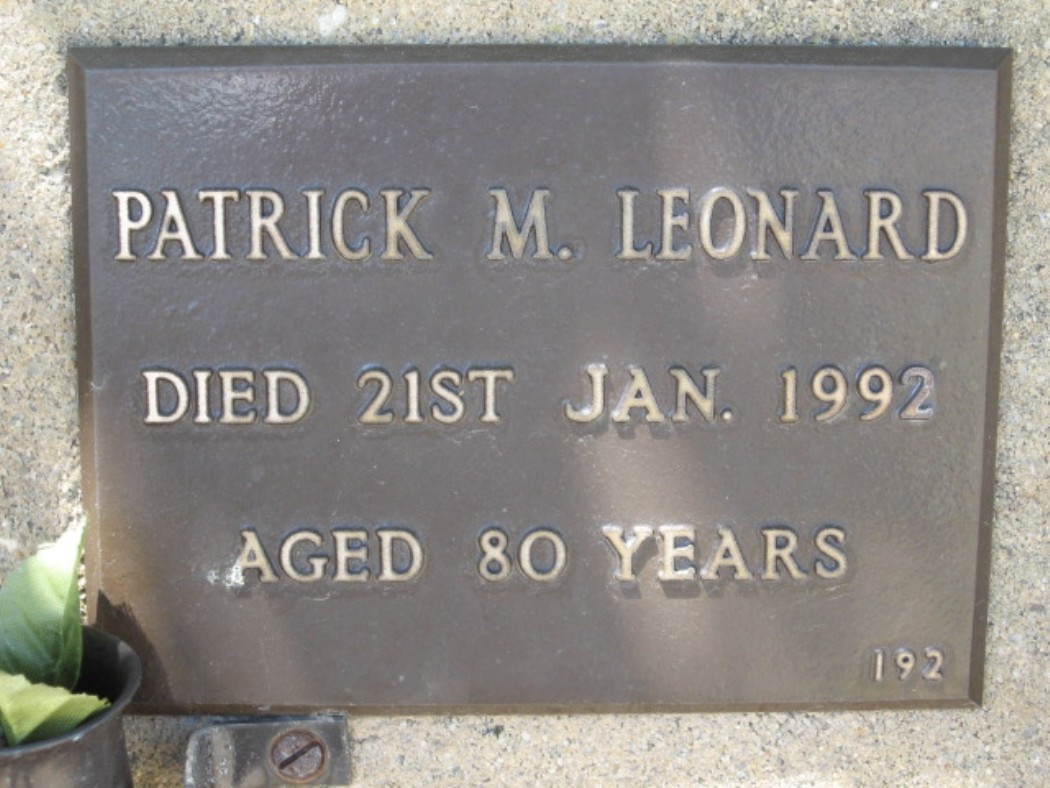 PATRICK M. LEONARD
DIED 21ST JAN. 1992
AGED 80 YEARS
192